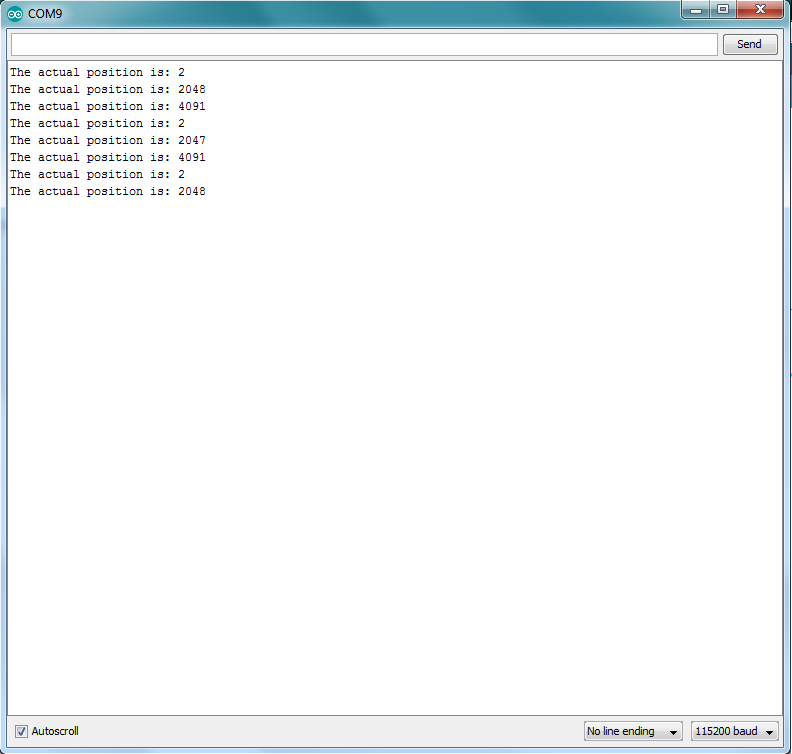 COM9
Send
The actual position is: 2
The actual position is: 2048
The actual position is: 4091
The actual position is: 2
The actual position is: 2047
The actual position is: 4091
The actual position is: 2
The actual position is: 2048
Autoscroll
No line ending
115200 baud